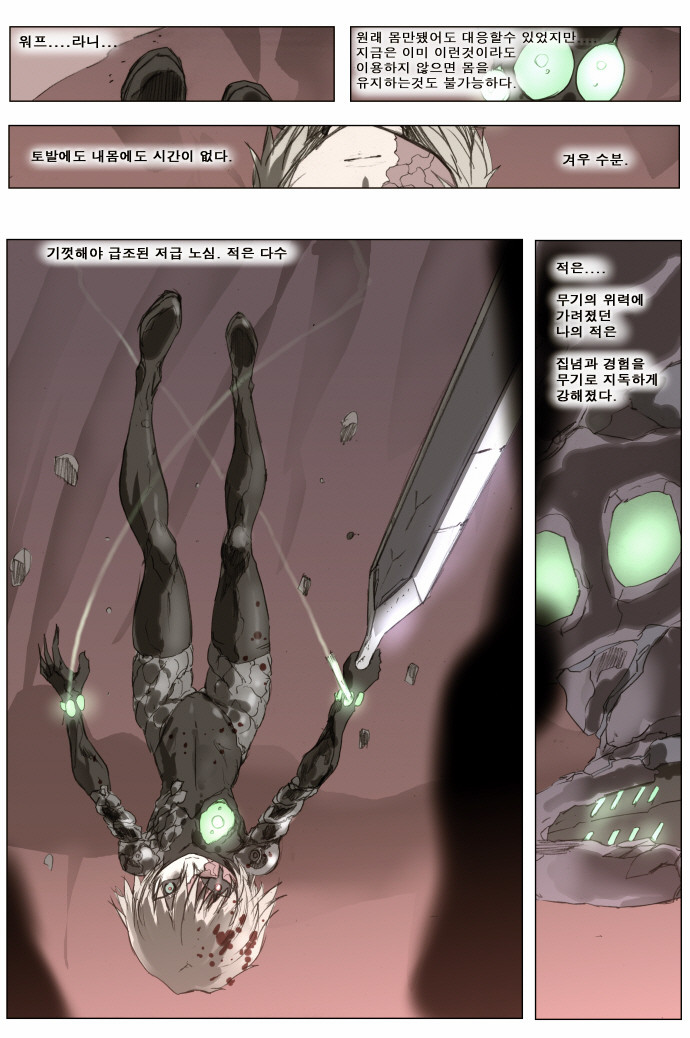 워프....라니...
원래 몸만됐어도 대응할수 있었지만....
지금은 이미 이런것이라도
이용하지 않으면 몸을
유지하는것도 불가능하다.
토발에도 내몸에도 시간이 없다.
겨우 수분.
기껏해야 급조된 저급 노심. 적은 다수
적은....
무기의 위력에
가려졌던
나의 적은
집념과 경험을
무기로 지독하게
강해졌다.